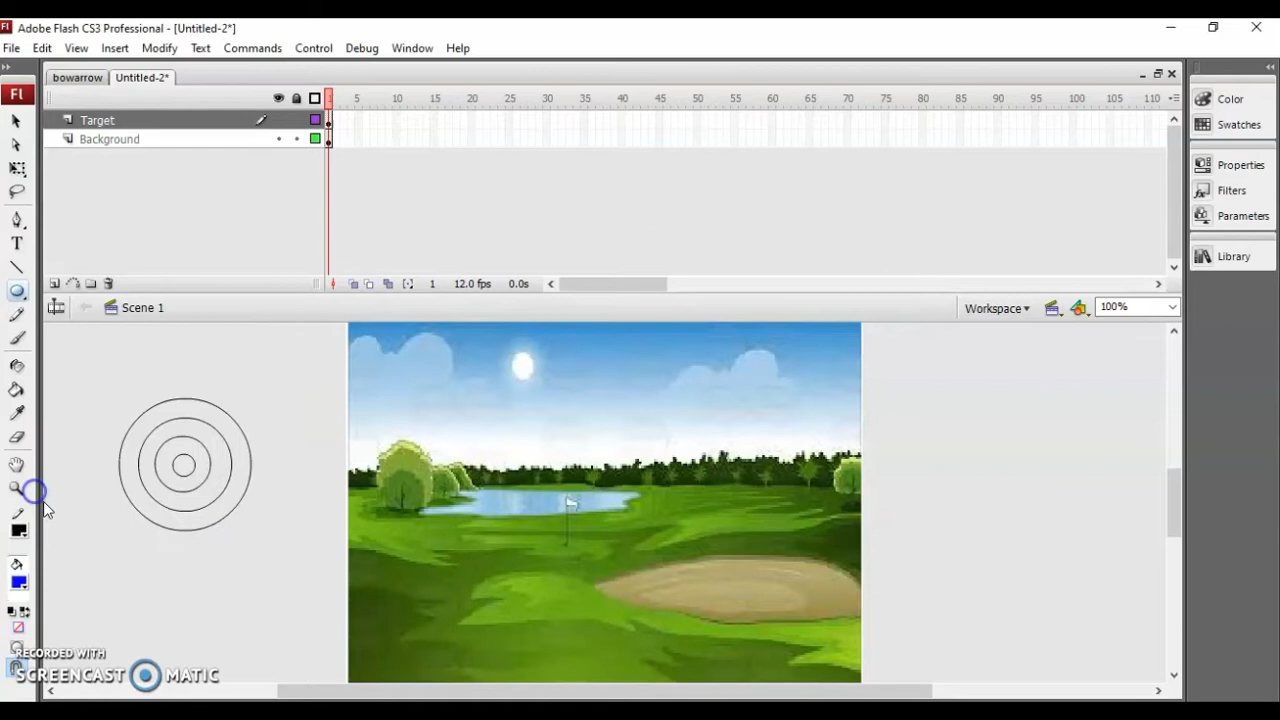 Fl Adobe Flash CS3 Professional - [Untitled-2*]
File Edit View Insert Modify Text Commands Control Debug Window Help
bowarrow Untitled-2*
Fl
5 10 15 20 25 30 35 40 45 50 55 60 65 70 75 80 85 90 95 100 105 110
Target
Background
1 12.0 fps 0.0s
Scene 1
Workspace 100%
Color
Swatches
Properties
Filters
Parameters
Library
T
RECORDED WITH
SCREENCAST MATIC